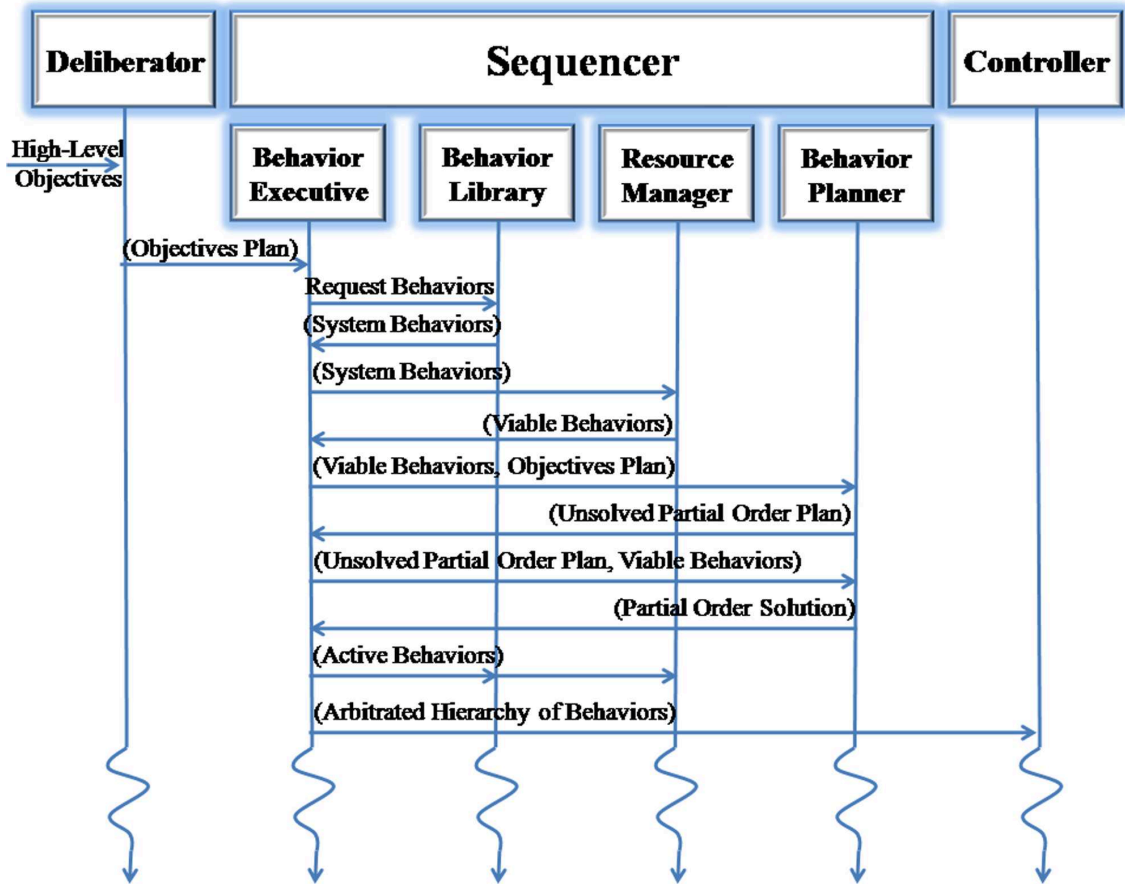 Deliberator
Sequencer
Controller
High-Level
Objectives
Behavior
Executive
Behavior
Library
Resource
Manager
Behavior
Planner
(Objectives Plan)
Request Behaviors
(System Behaviors)
(System Behaviors)
(Viable Behaviors)
(Viable Behaviors, Objectives Plan)
(Unsolved Partial Order Plan)
(Unsolved Partial Order Plan, Viable Behaviors)
(Partial Order Solution)
(Active Behaviors)
(Arbitrated Hierarchy of Behaviors)